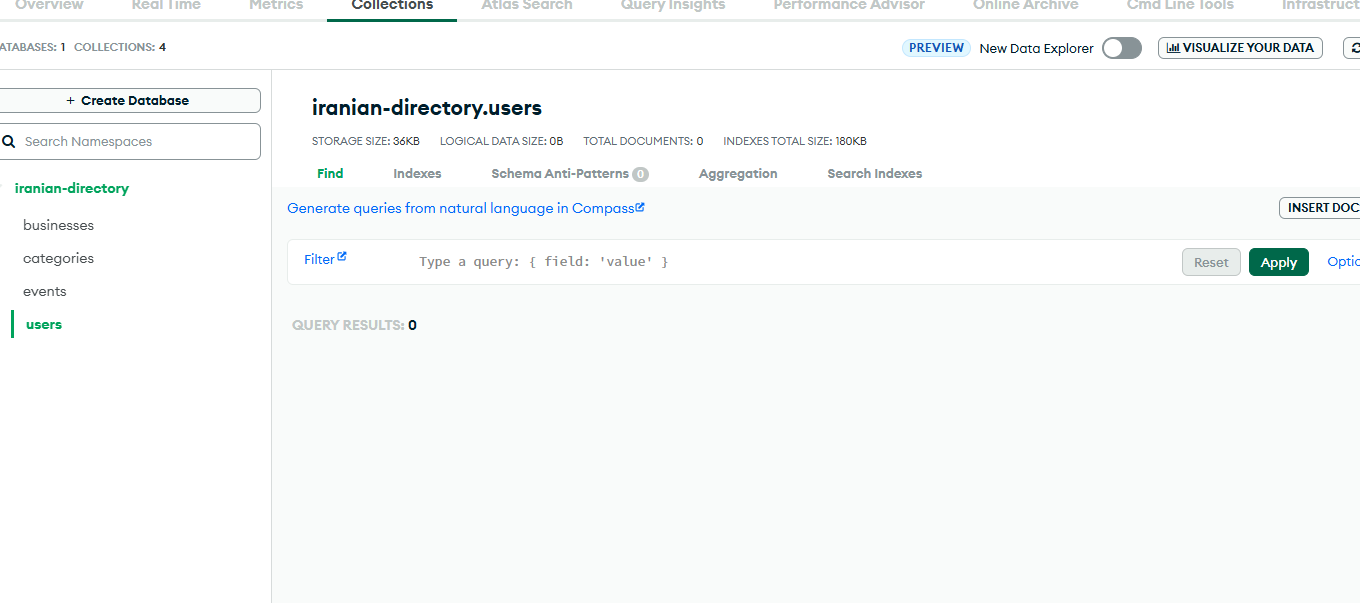 Overview Real Time Metrics Collections Atlas Search Query Insights Performance Advisor Online Archive Cmd Line Tools Infrastruct
ATABASES: 1 COLLECTIONS: 4
PREVIEW New Data Explorer VISUALIZE YOUR DATA
+ Create Database
Search Namespaces
iranian-directory
businesses
categories
events
users
iranian-directory.users
STORAGE SIZE: 36KB LOGICAL DATA SIZE: 0B TOTAL DOCUMENTS: 0 INDEXES TOTAL SIZE: 180KB
Find Indexes Schema Anti-Patterns 0 Aggregation Search Indexes
Generate queries from natural language in Compass
INSERT DOC
Filter Type a query: { field: 'value' } Reset Apply Optio
QUERY RESULTS: 0